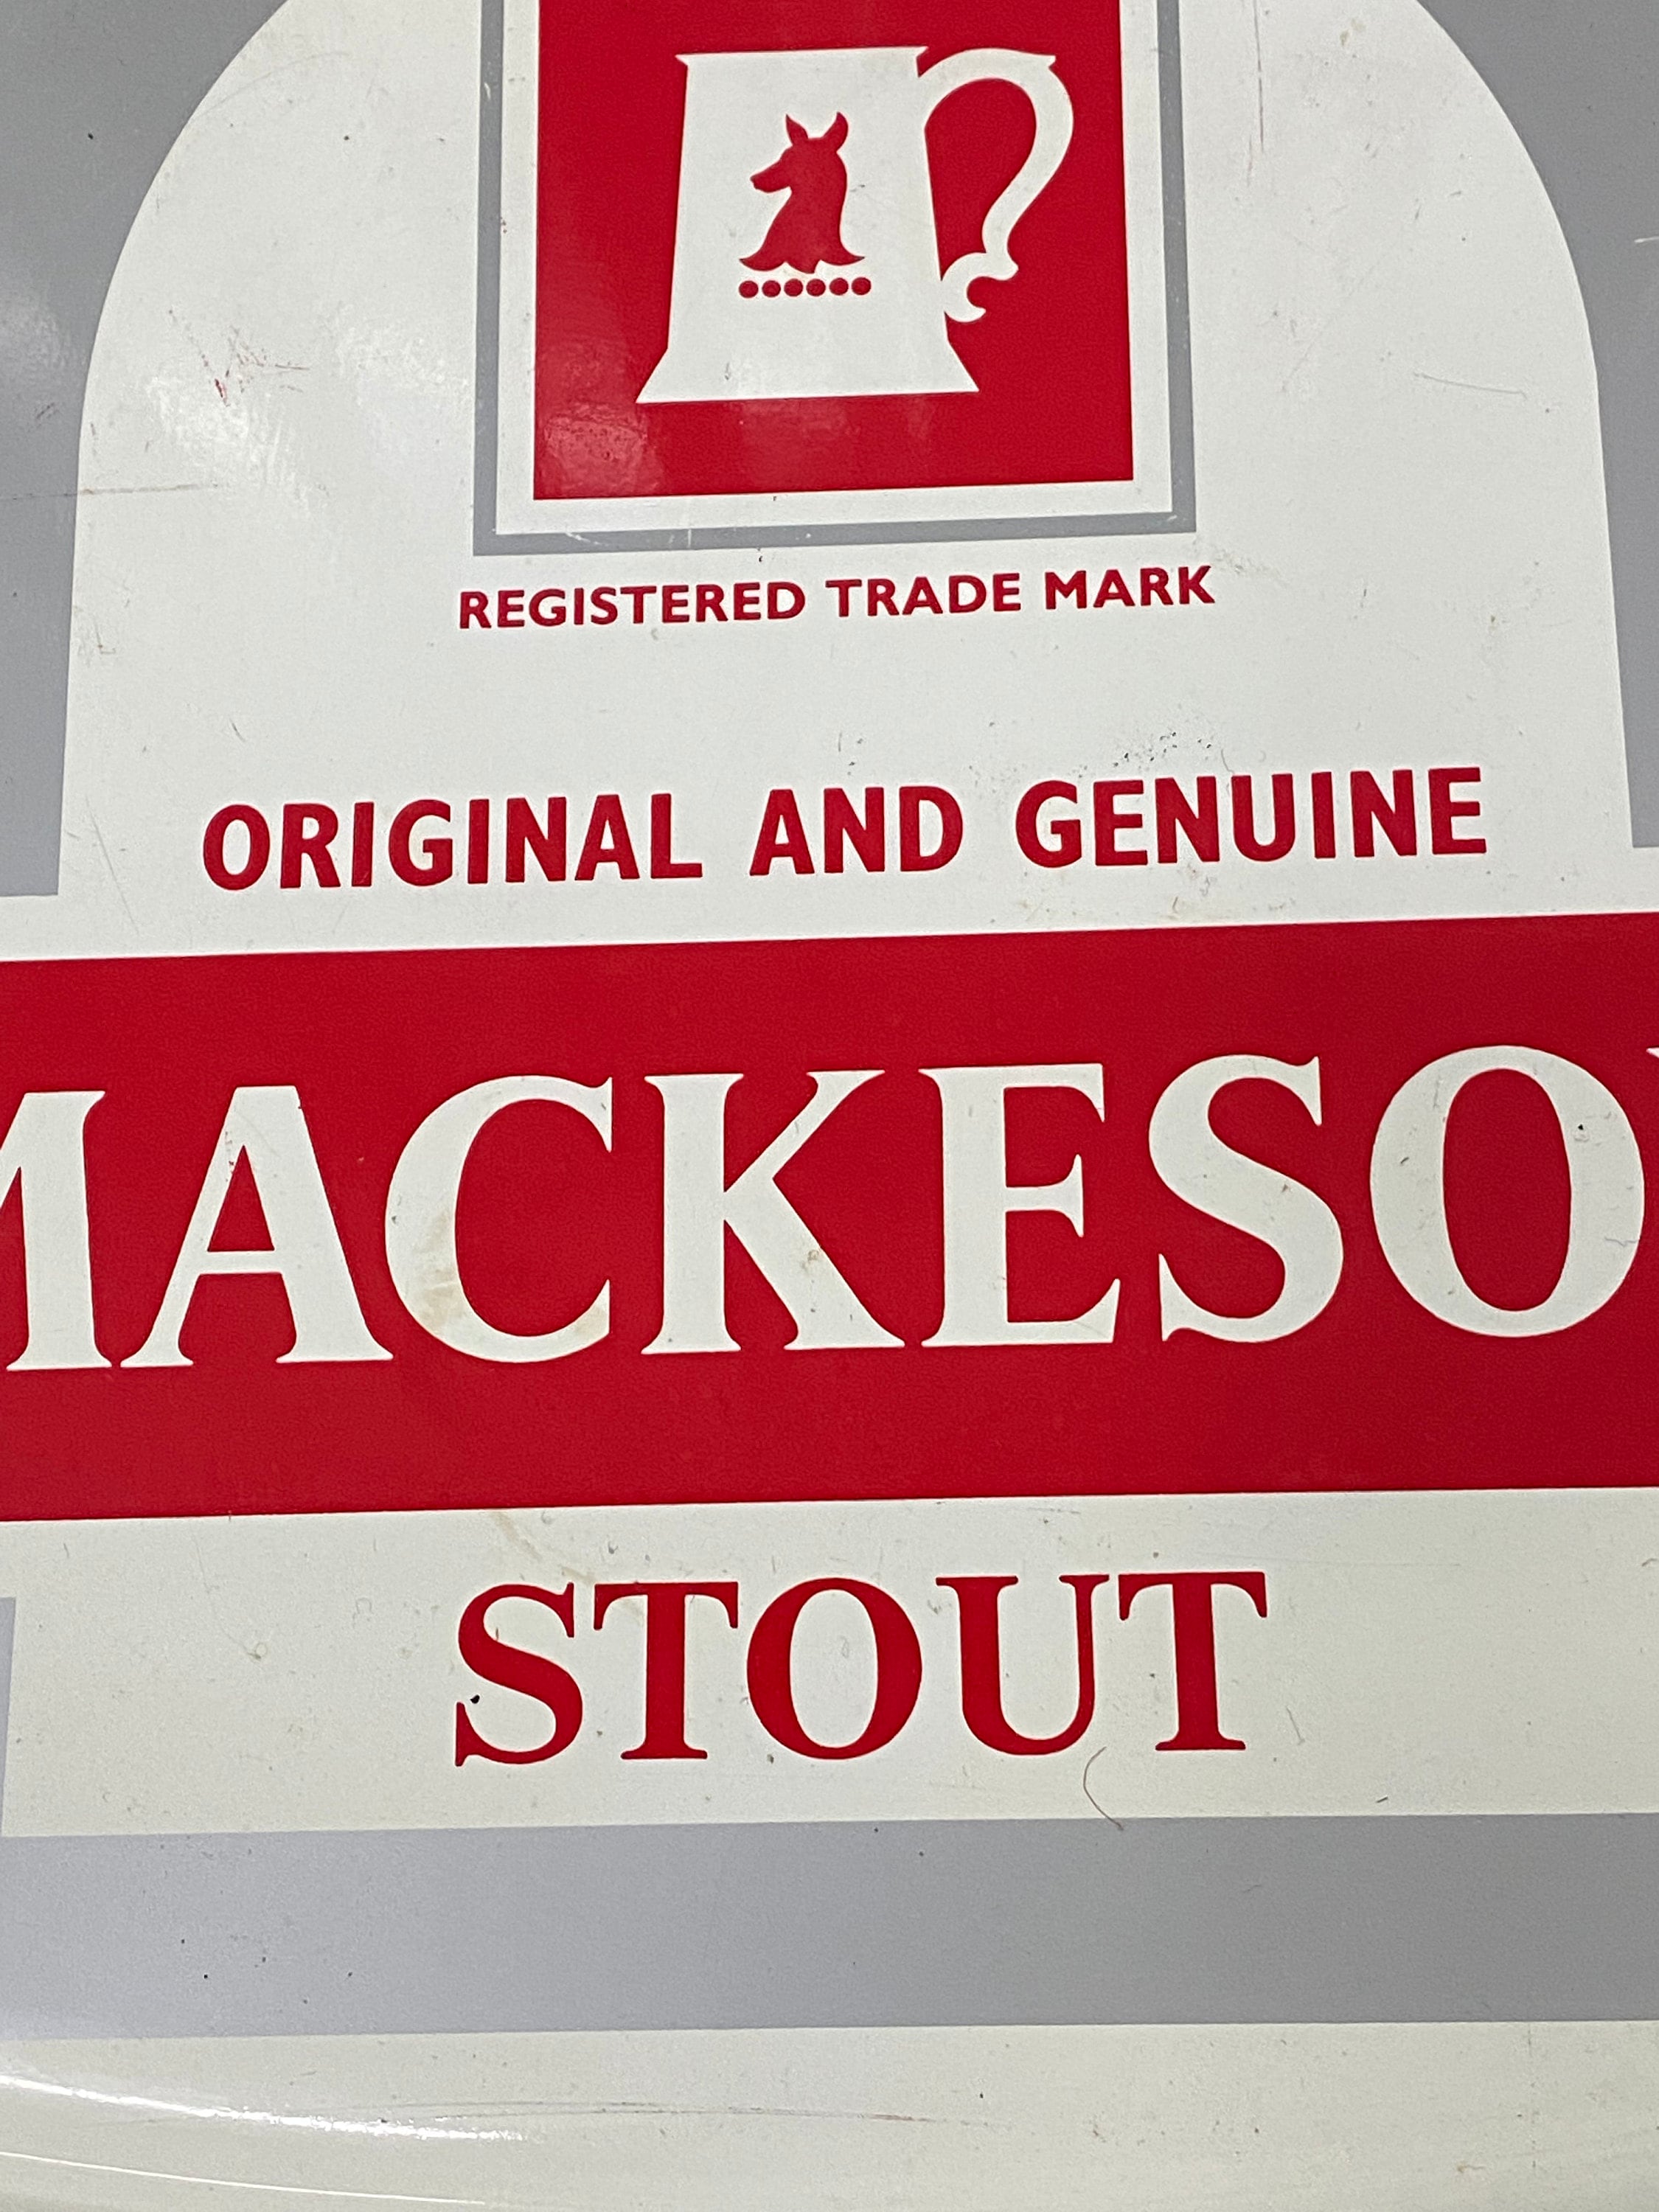 REGISTERED TRADE MARK
ORIGINAL AND GENUINE
MACKESO
STOUT